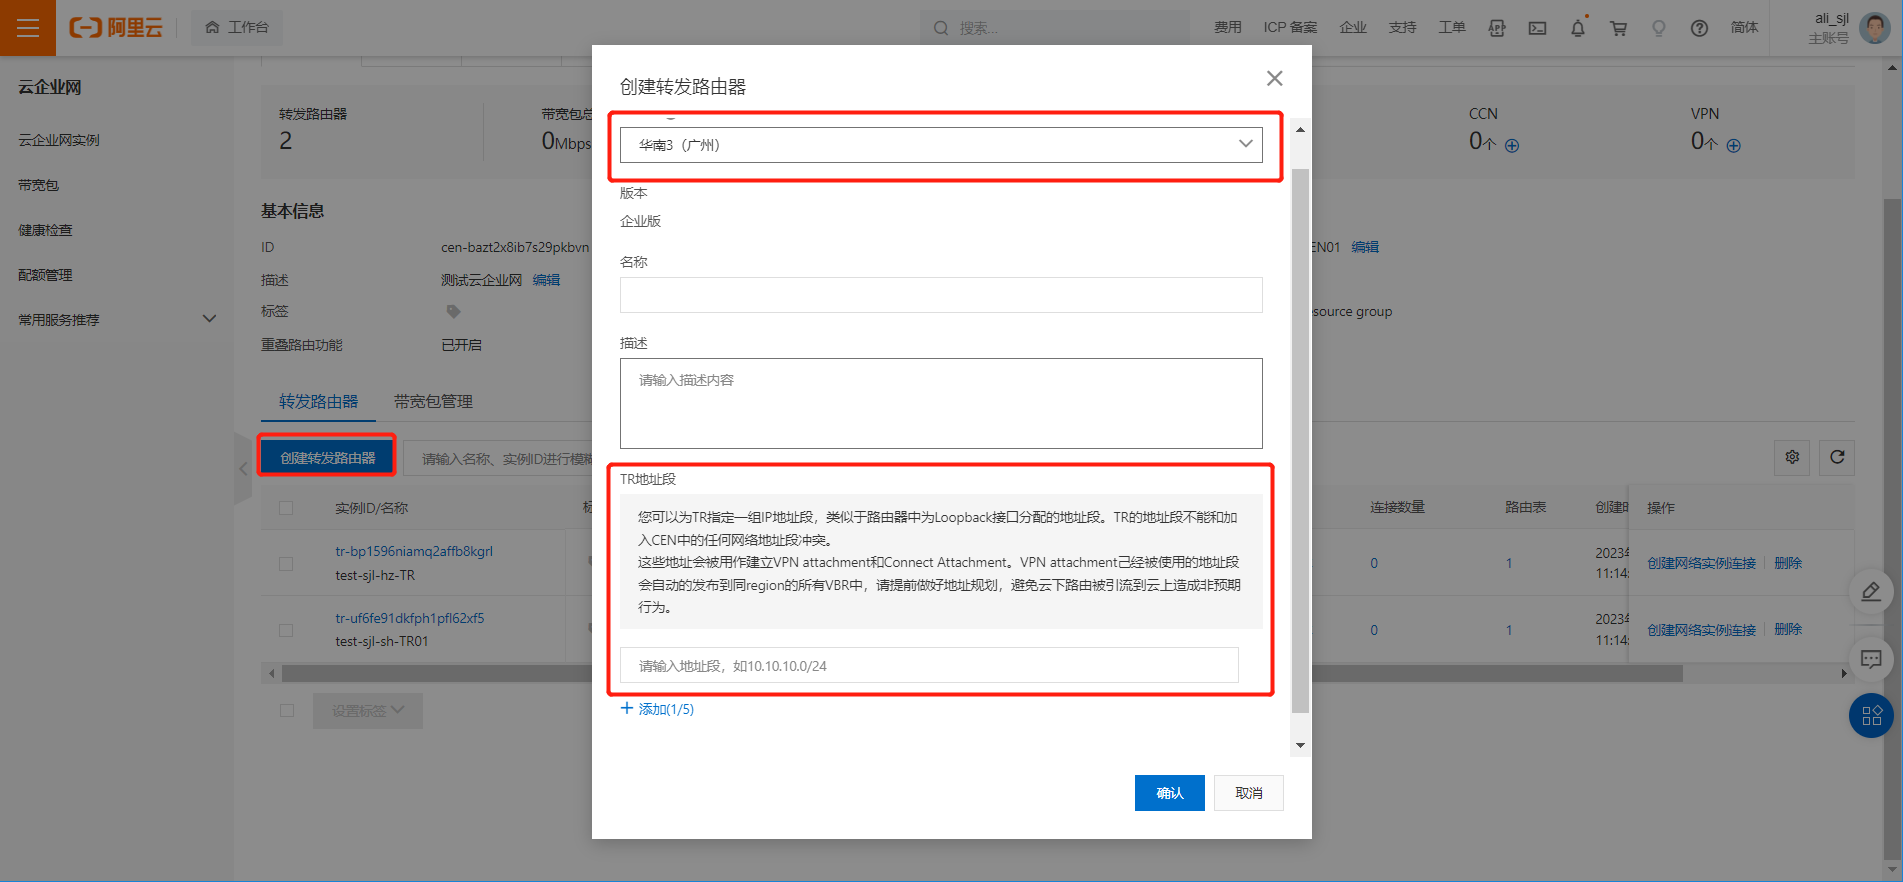 阿里云
工作台
搜索...
费用
ICP 备案
企业
支持
工单
简体
ali_sjl
主账号
云企业网
云企业网实例
带宽包
健康检查
配额管理
常用服务推荐
转发路由器
2
带宽包总
0Mbps
CCN
0个
VPN
0个
基本信息
ID
cen-bazt2x8ib7s29pkbvn
EN01 编辑
描述
测试云企业网 编辑
标签
esource group
重叠路由功能
已开启
转发路由器
带宽包管理
创建转发路由器
请输入名称、实例ID进行模糊
实例ID/名称
标
连接数量
路由表
创建时
操作
tr-bp1596niamq2affb8kgrl
test-sjl-hz-TR
0
1
2023年
11:14:
创建网络实例连接 删除
tr-uf6fe91dkfph1pfl62xf5
test-sjl-sh-TR01
0
1
2023年
11:14:
创建网络实例连接 删除
设置标签
创建转发路由器
华南3（广州）
版本
企业版
名称
描述
请输入描述内容
TR地址段
您可以为TR指定一组IP地址段，类似于路由器中为Loopback接口分配的地址段。TR的地址段不能和加
入CEN中的任何网络地址段冲突。
这些地址会被用作建立VPN attachment和Connect Attachment。VPN attachment己经被使用的地址段
会自动的发布到同region的所有VBR中，请提前做好地址规划，避免云下路由被引流到云上造成非预期
行为。
请输入地址段，如10.10.10.0/24
添加(1/5)
确认
取消